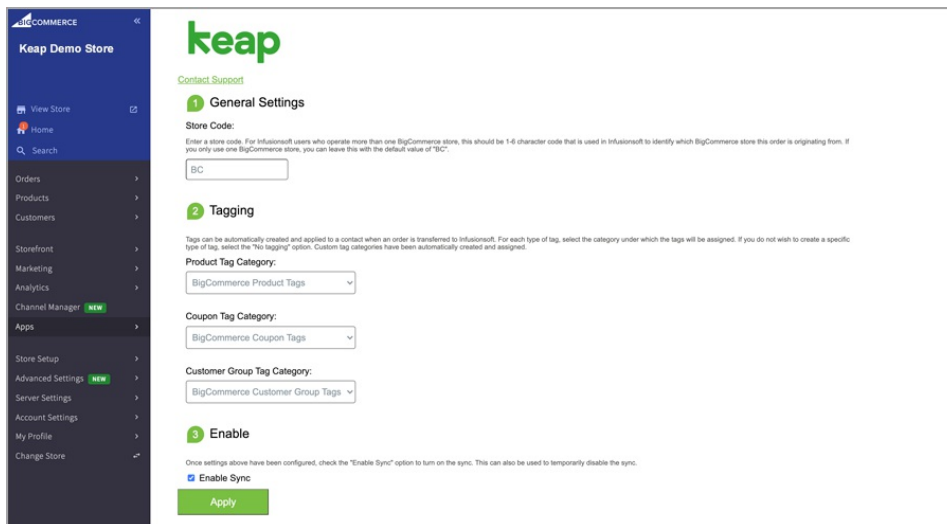 BIGCOMMERCE
«
Keap Demo Store
View Store
Home
Search
Orders
Products
Customers
Storefront
Marketing
Analytics
Channel Manager NEW
Apps
Store Setup
Advanced Settings NEW
Server Settings
Account Settings
My Profile
Change Store
keap
Contact Support
1 General Settings
Store Code:
Enter a store code. For Infusionsoft users who operate more than one BigCommerce store, this should be 1-6 character code that is used in Infusionsoft to identify which BigCommerce store this order is originating from. If
you only use one BigCommerce store, you can leave this with the default value of "BC".
BC
2 Tagging
Tags can be automatically created and applied to a contact when an order is transferred to Infusionsoft. For each type of tag, select the category under which the tags will be assigned. If you do not wish to create a specific
type of tag, select the "No tagging" option. Custom tag categories have been automatically created and assigned.
Product Tag Category:
BigCommerce Product Tags
Coupon Tag Category:
BigCommerce Coupon Tags
Customer Group Tag Category:
BigCommerce Customer Group Tags
3 Enable
Once settings above have been configured, check the "Enable Sync" option to turn on the sync. This can also be used to temporarily disable the sync.
Enable Sync
Apply